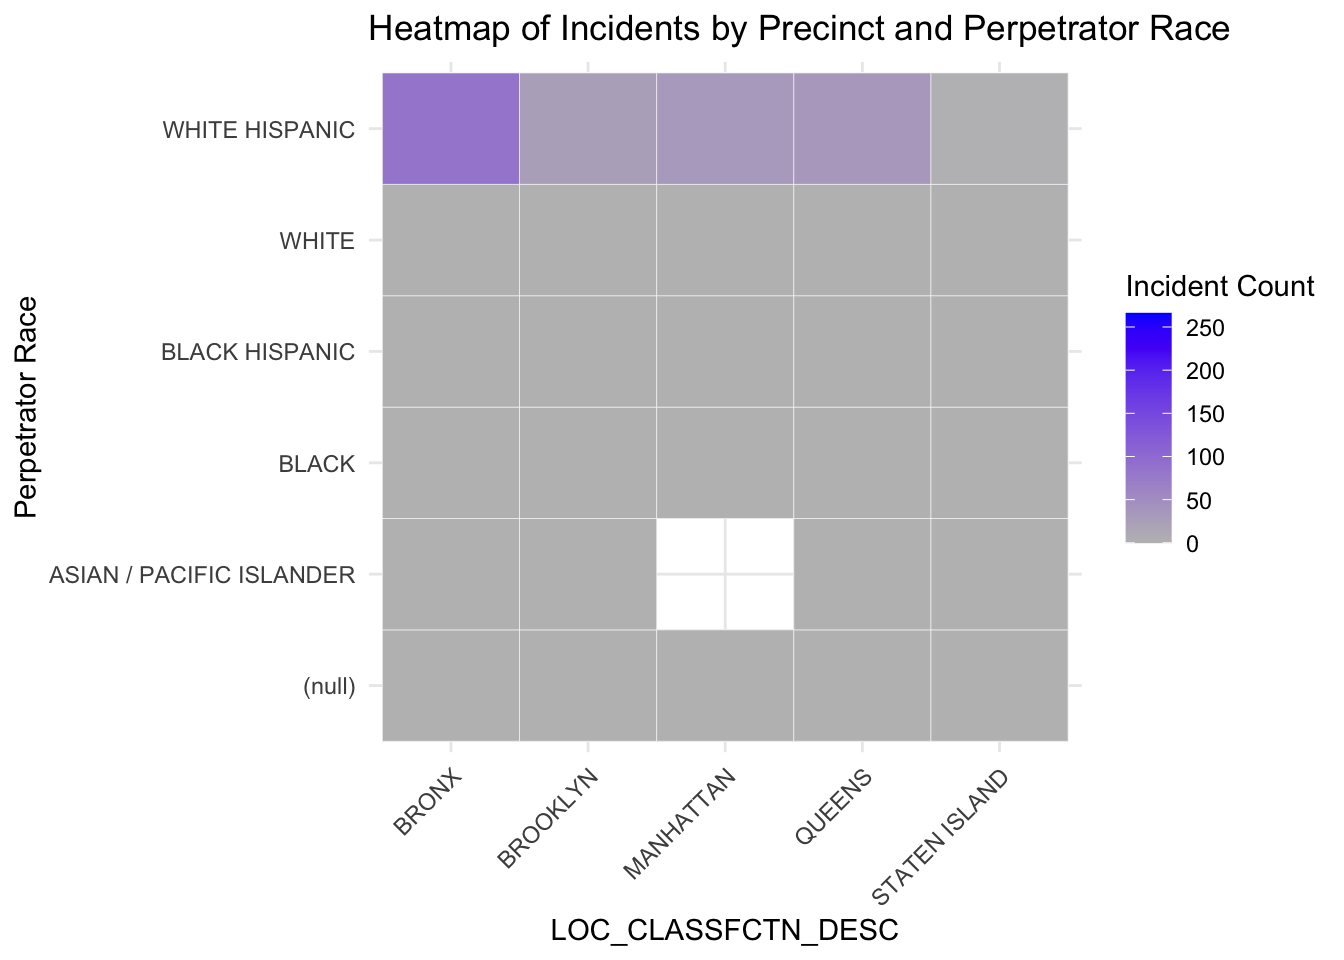 Heatmap of Incidents by Precinct and Perpetrator Race
Perpetrator Race
WHITE HISPANIC
WHITE
BLACK HISPANIC
BLACK
ASIAN / PACIFIC ISLANDER
(null)
BRONX
BROOKLYN
MANHATTAN
QUEENS
STATEN ISLAND
LOC_CLASSFCTN_DESC
Incident Count
250
200
150
100
50
0